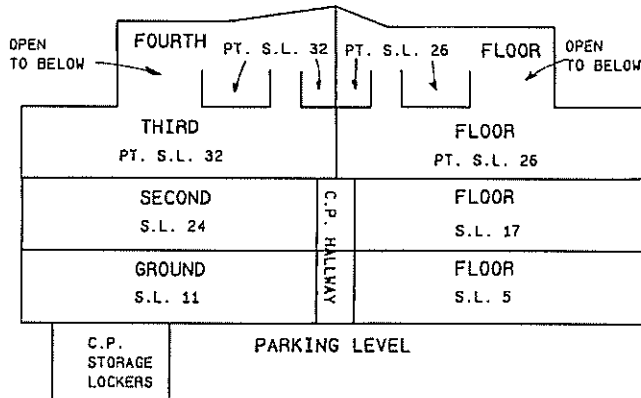 OPEN
TO BELOW
FOURTH
PT. S.L. 32
PT. S.L. 26
FLOOR
OPEN
TO BELOW
THIRD
FLOOR
PT. S.L. 32
PT. S.L. 26
SECOND
FLOOR
S.L. 24
S.L. 17
C.P. HALLWAY
GROUND
FLOOR
S.L. 11
S.L. 5
C.P.
STORAGE
LOCKERS
PARKING LEVEL